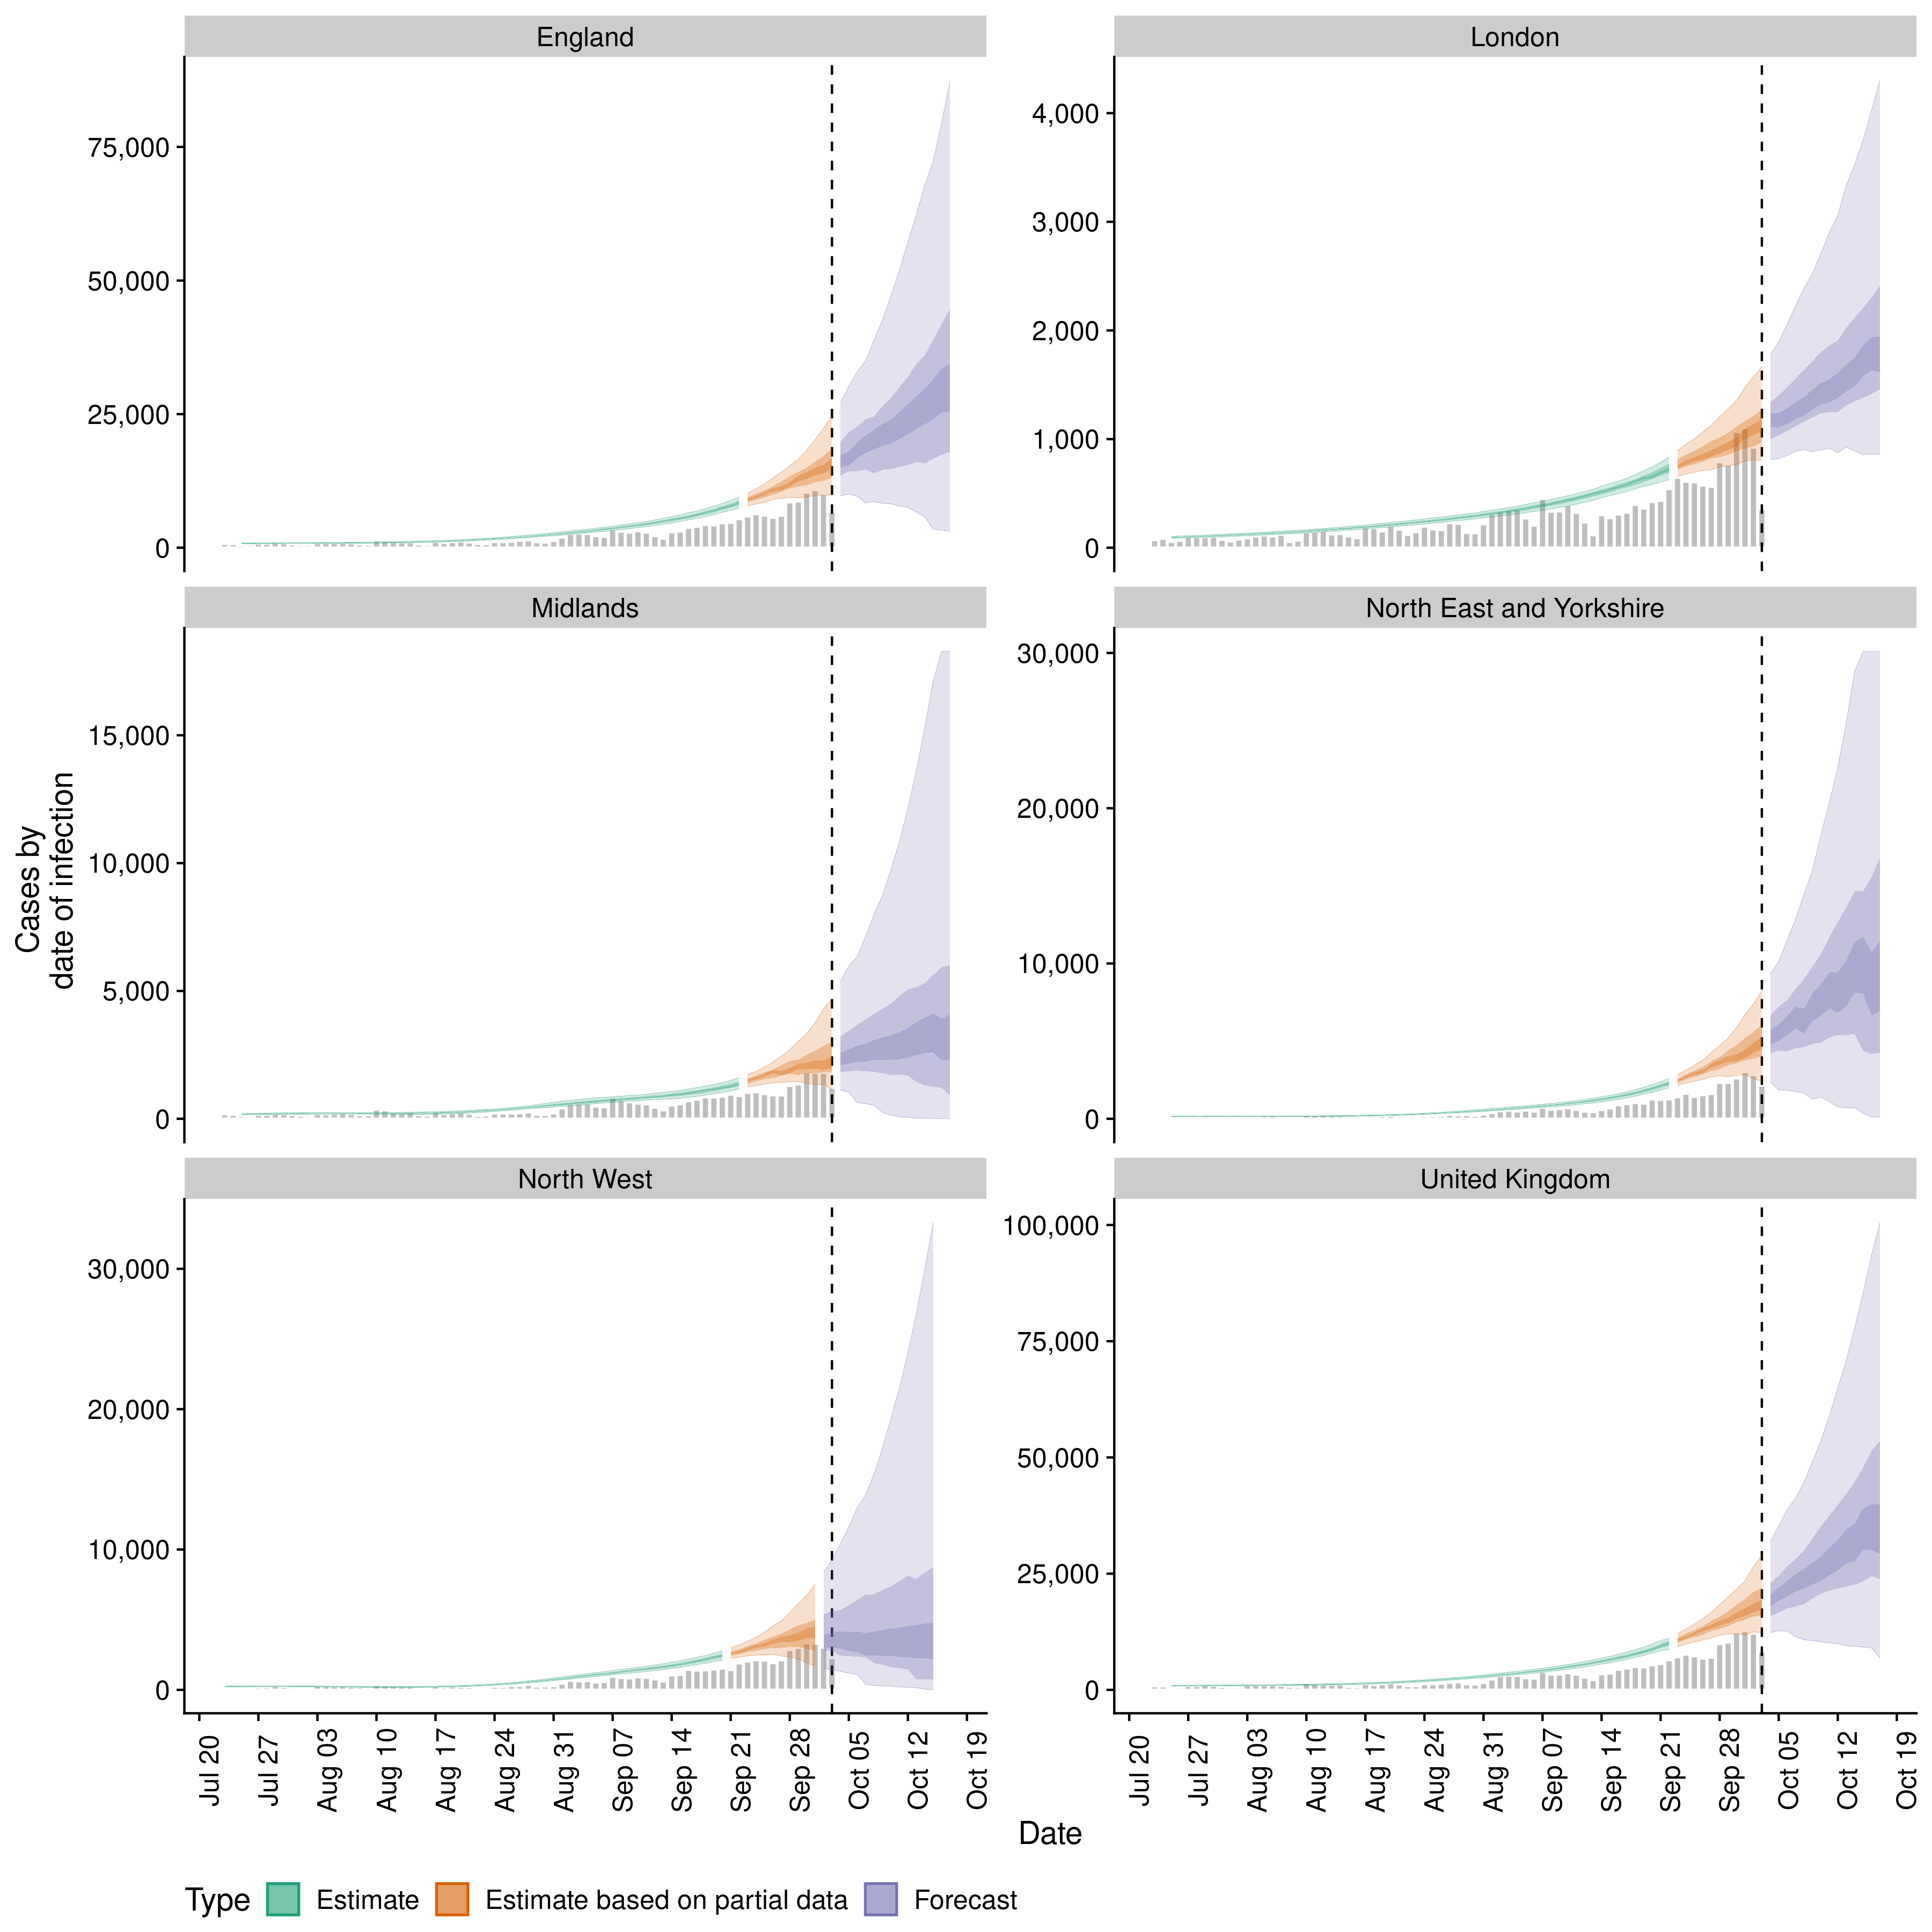 England
London
75,000
50,000
25,000
0
4,000
3,000
2,000
1,000
0
Midlands
North East and Yorkshire
Cases by
date of infection
15,000
10,000
5,000
0
30,000
20,000
10,000
0
North West
United Kingdom
30,000
20,000
10,000
0
100,000
75,000
50,000
25,000
0
Jul 20
Jul 27
Aug 03
Aug 10
Aug 17
Aug 24
Aug 31
Sep 07
Sep 14
Sep 21
Sep 28
Oct 05
Oct 12
Oct 19
Jul 20
Jul 27
Aug 03
Aug 10
Aug 17
Aug 24
Aug 31
Sep 07
Sep 14
Sep 21
Sep 28
Oct 05
Oct 12
Oct 19
Date
Type Estimate Estimate based on partial data Forecast